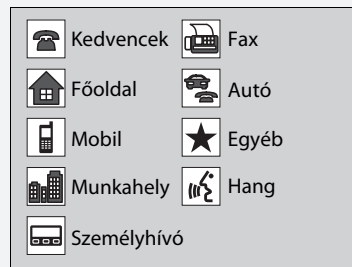 Kedvencek Fax
Főoldal Autó
Mobil Egyéb
Munkahely Hang
Személyhívó